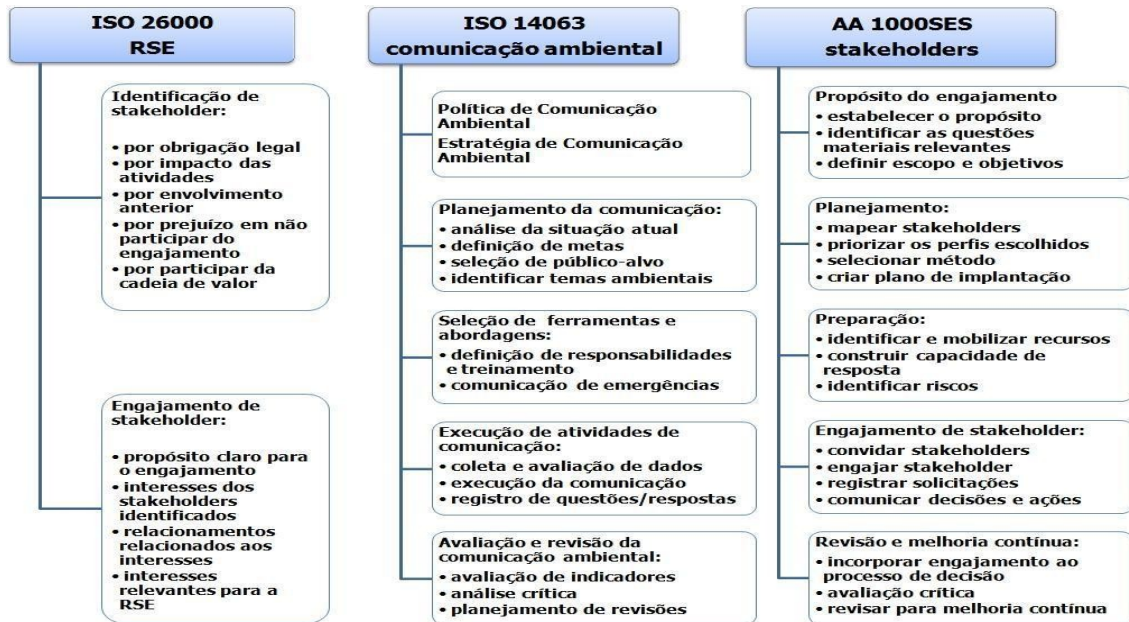 ISO 26000
RSE
Identificação de
stakeholder:
• por obrigação legal
• por impacto das
atividades
• por envolvimento
anterior
• por prejuízo em não
participar do
engajamento
• por participar da
cadeia de valor
Engajamento de
stakeholder:
• propósito claro para
o engajamento
• interesses dos
stakeholders
identificados
• relacionamentos
relacionados aos
interesses
• interesses
relevantes para a
RSE
ISO 14063
comunicação ambiental
Política de Comunicação
Ambiental
Estratégia de Comunicação
Ambiental
Planejamento da comunicação:
• análise da situação atual
• definição de metas
• seleção de público-alvo
• identificar temas ambientais
Seleção de ferramentas e
abordagens:
• definição de responsabilidades
e treinamento
• comunicação de emergências
Execução de atividades de
comunicação:
• coleta e avaliação de dados
• execução da comunicação
• registro de questões/respostas
Avaliação e revisão da
comunicação ambiental:
• avaliação de indicadores
• análise crítica
• planejamento de revisões
AA 1000SES
stakeholders
Propósito do engajamento
• estabelecer o propósito
• identificar as questões
materiais relevantes
• definir escopo e objetivos
Planejamento:
• mapear stakeholders
• priorizar os perfis escolhidos
• selecionar método
• criar plano de implantação
Preparação:
• identificar e mobilizar recursos
• construir capacidade de
resposta
• identificar riscos
Engajamento de stakeholder:
• convidar stakeholders
• engajar stakeholder
• registrar solicitações
• comunicar decisões e ações
Revisão e melhoria contínua:
• incorporar engajamento ao
processo de decisão
• avaliação crítica
• revisar para melhoria contínua